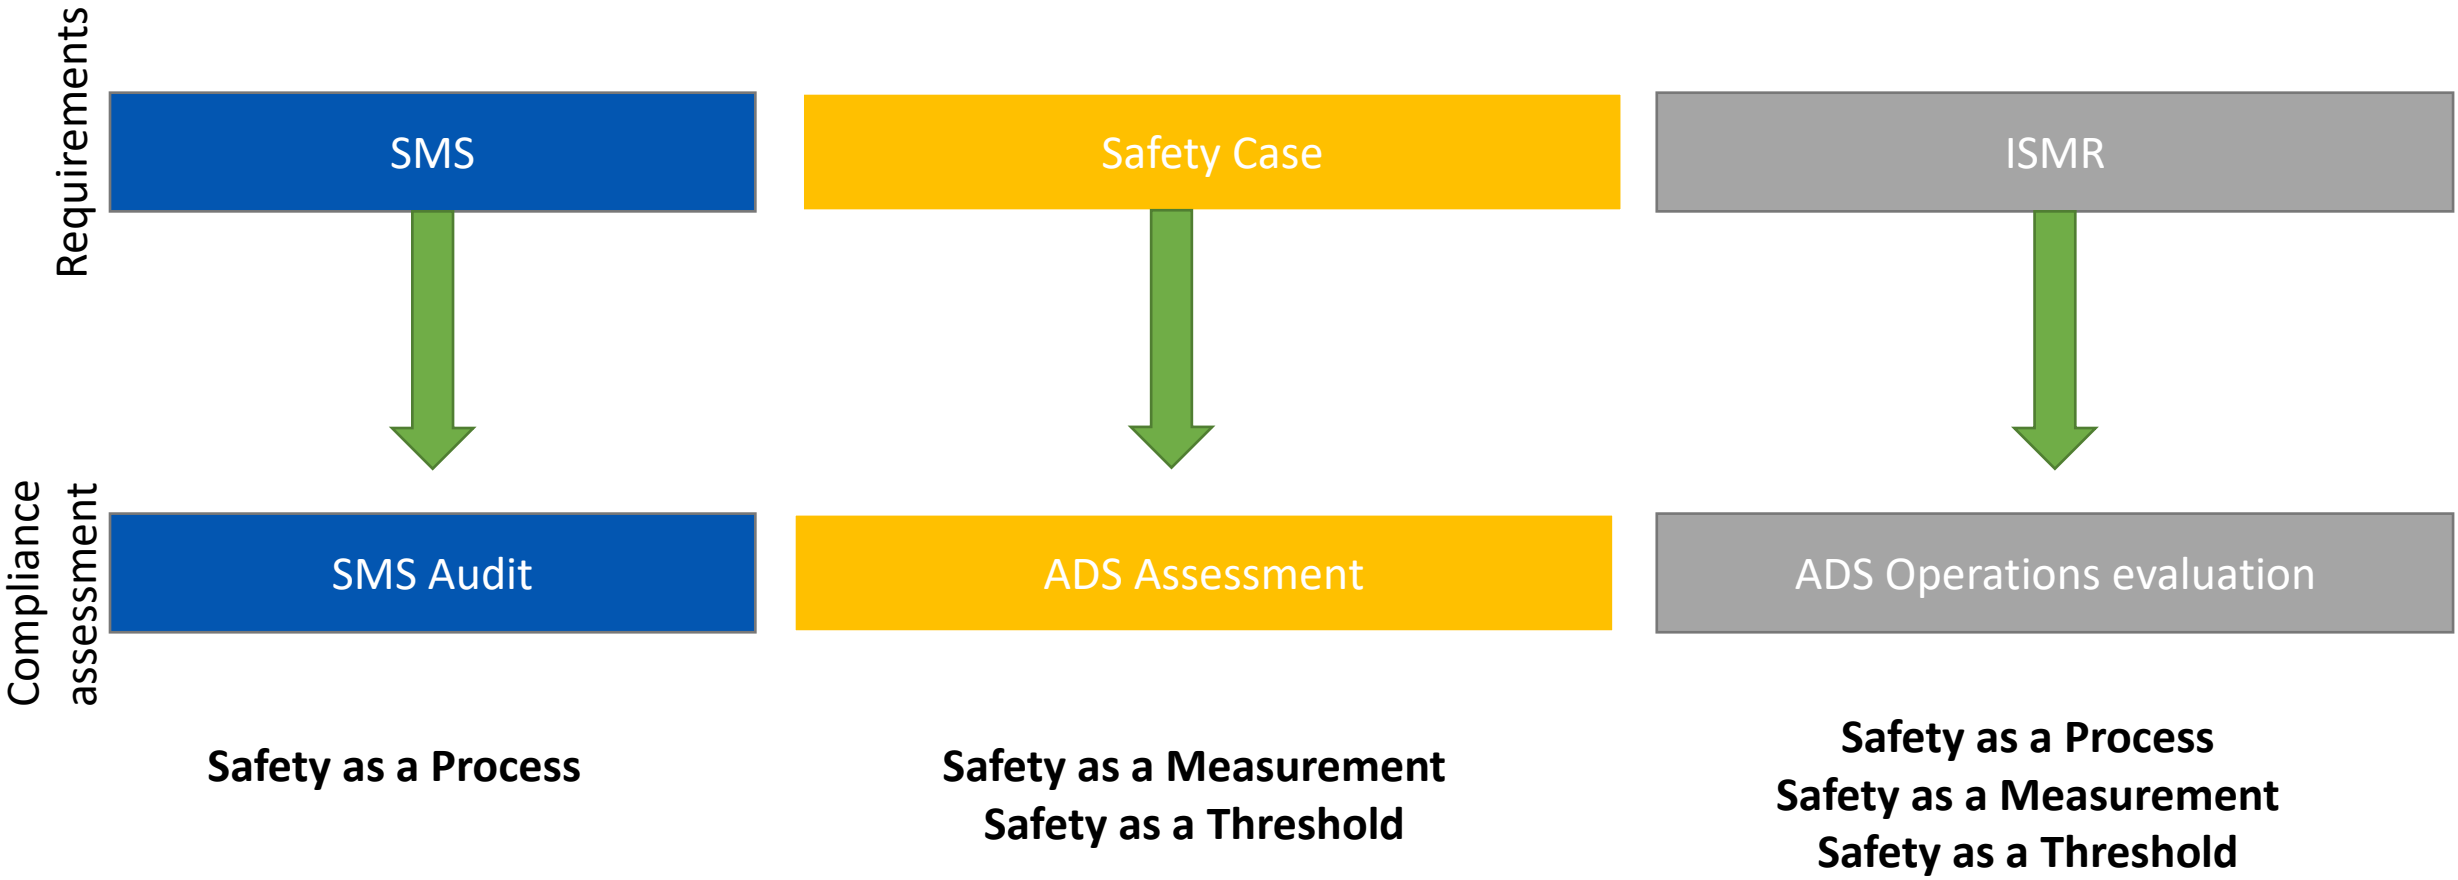 Requirements
SMS
Safety Case
ISMR
Compliance
assessment
SMS Audit
ADS Assessment
ADS Operations evaluation
Safety as a Process
Safety as a Measurement
Safety as a Threshold
Safety as a Process
Safety as a Measurement
Safety as a Threshold